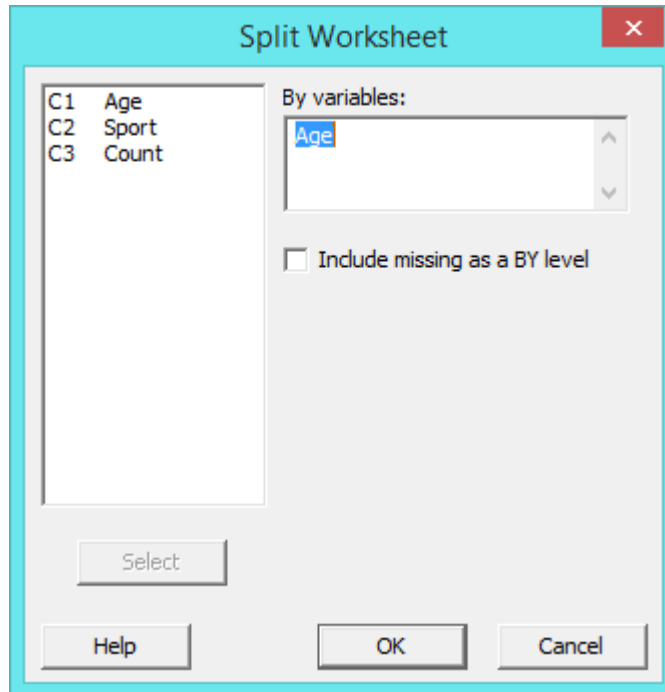 Split Worksheet
C1 Age
C2 Sport
C3 Count
By variables:
Age
Include missing as a BY level
Select
Help
OK
Cancel